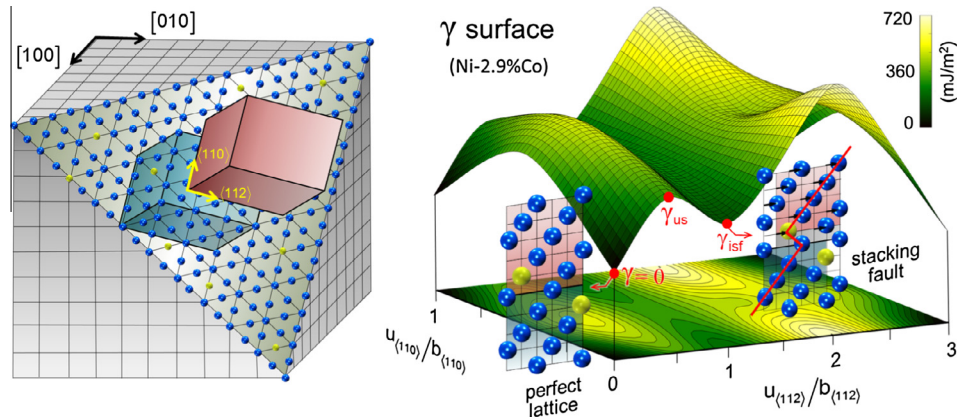 [010]
[100]
⟨110⟩
⟨112⟩
γ surface
(Ni-2.9%Co)
720
360
0
(mJ/m²)
γus
γisf
γ = 0
stacking
fault
perfect
lattice
1
u⟨110⟩/b⟨110⟩
0
1
2
3
u⟨112⟩/b⟨112⟩